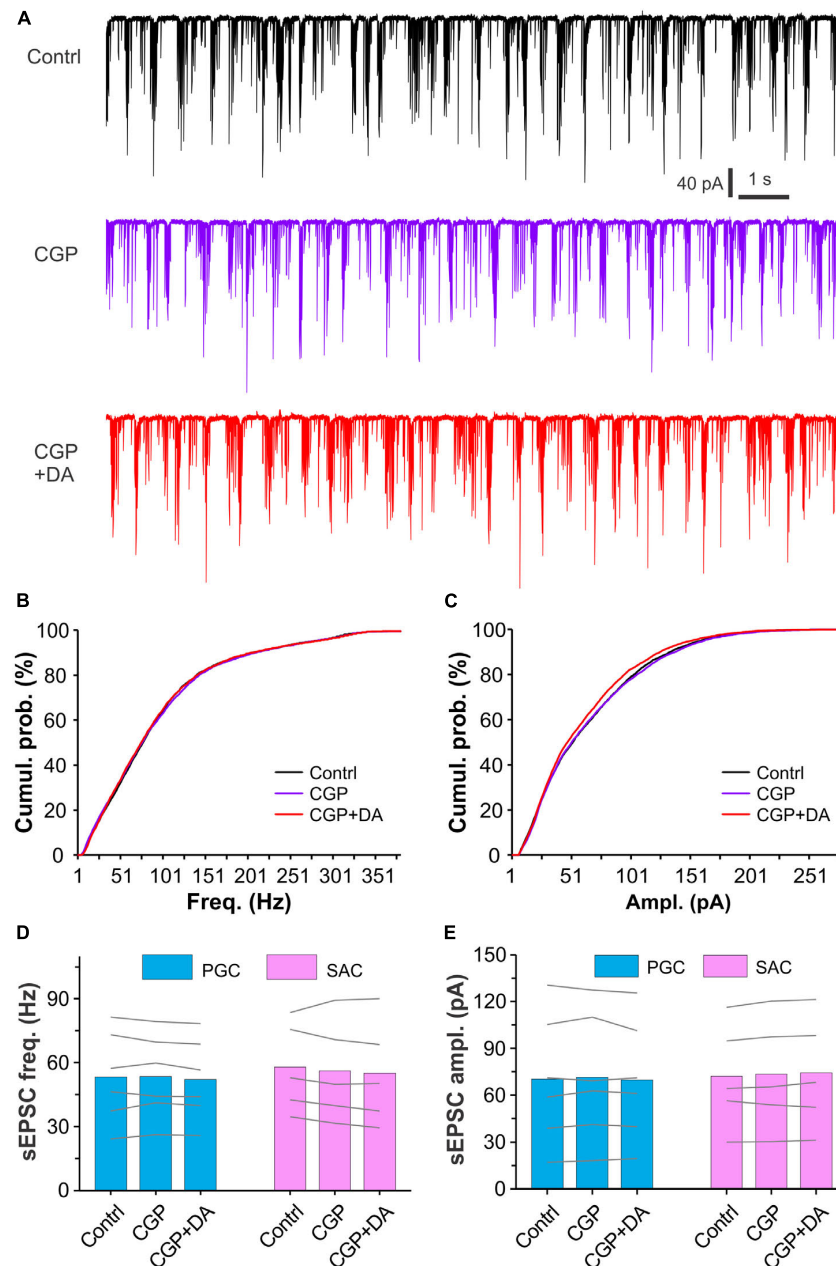 A
Contrl
40 pA
1 s
CGP
CGP
+DA
B
100
80
60
40
20
0
Cumul. prob. (%)
Contrl
CGP
CGP+DA
1 51 101 151 201 251 301 351
Freq. (Hz)
C
100
80
60
40
20
0
Cumul. prob. (%)
Contrl
CGP
CGP+DA
1 51 101 151 201 251
Ampl. (pA)
D
PGC SAC
90
60
30
0
sEPSC freq. (Hz)
Contrl CGP CGP+DA Contrl CGP CGP+DA
E
PGC SAC
150
120
90
60
30
0
sEPSC ampl. (pA)
Contrl CGP CGP+DA Contrl CGP CGP+DA